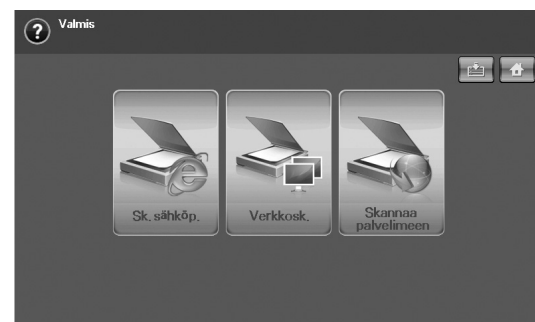 ?
Valmis
Sk. sähköp.
Verkkosk.
Skannaa
palvelimeen